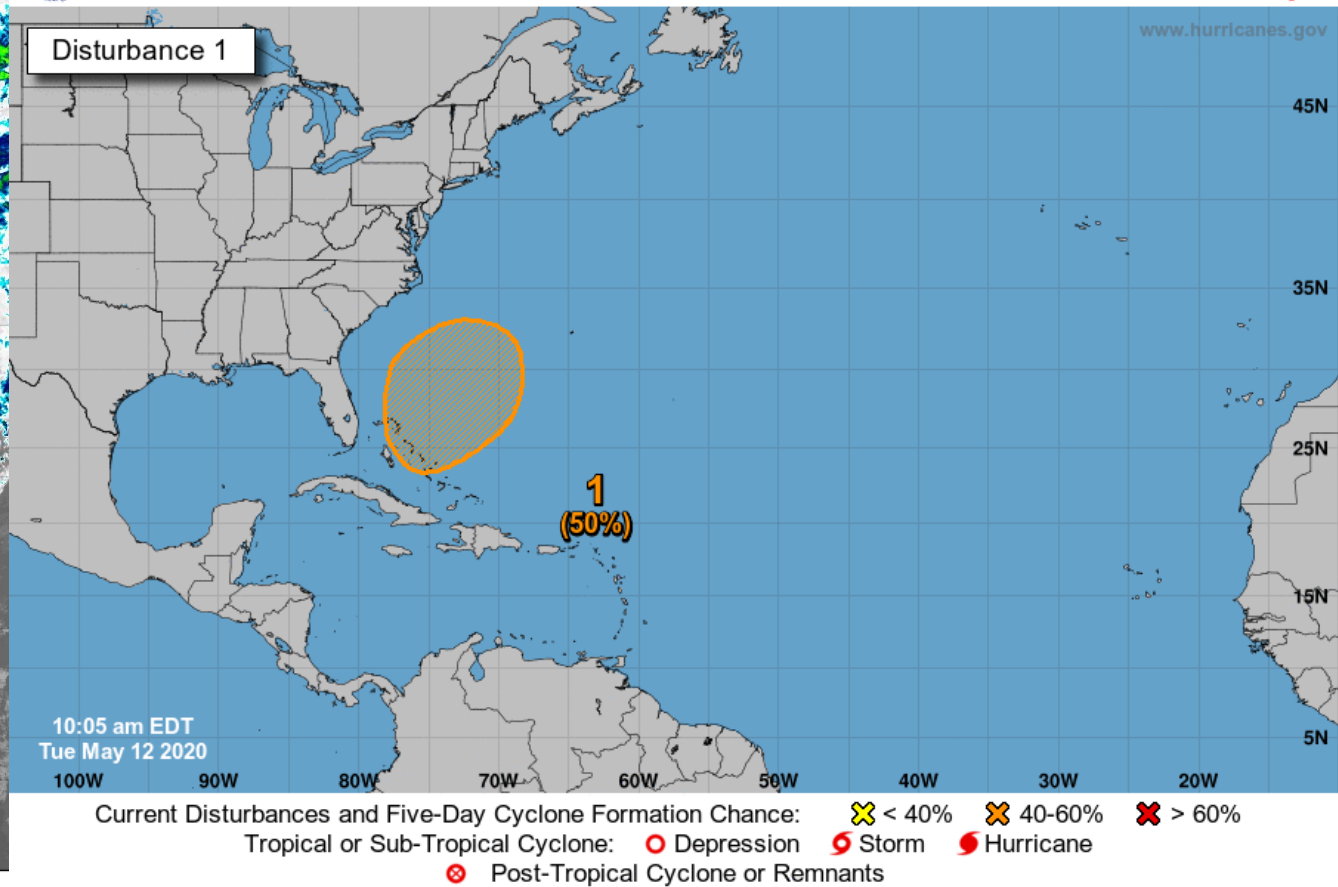 www.hurricanes.gov
Disturbance 1
45N
35N
25N
1
(50%)
15N
10:05 am EDT
Tue May 12 2020
5N
100W 90W 80W 70W 60W 50W 40W 30W 20W
Current Disturbances and Five-Day Cyclone Formation Chance: < 40% 40-60% > 60%
Tropical or Sub-Tropical Cyclone: Depression Storm Hurricane
Post-Tropical Cyclone or Remnants